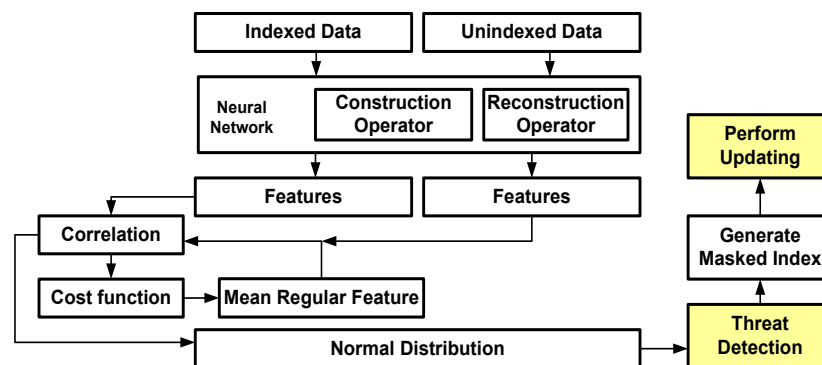 Indexed Data
Unindexed Data
Neural
Network
Construction
Operator
Reconstruction
Operator
Perform
Updating
Features
Features
Correlation
Generate
Masked Index
Cost function
Mean Regular Feature
Threat
Detection
Normal Distribution